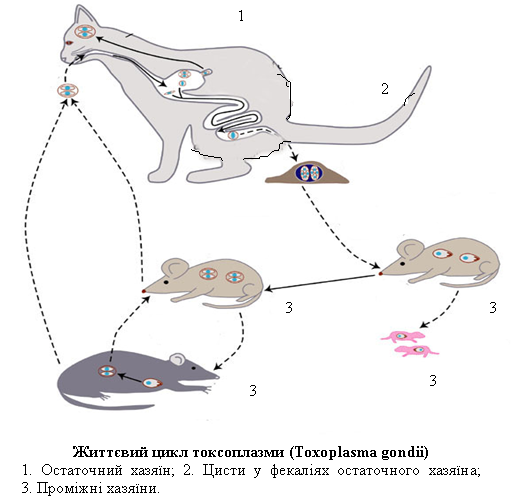 1
2
3
3
3
3
Життєвий цикл токсоплазми (Toxoplasma gondii)
1. Остаточний хазяїн; 2. Цисти у фекаліях остаточного хазяїна;
3. Проміжні хазяїни.